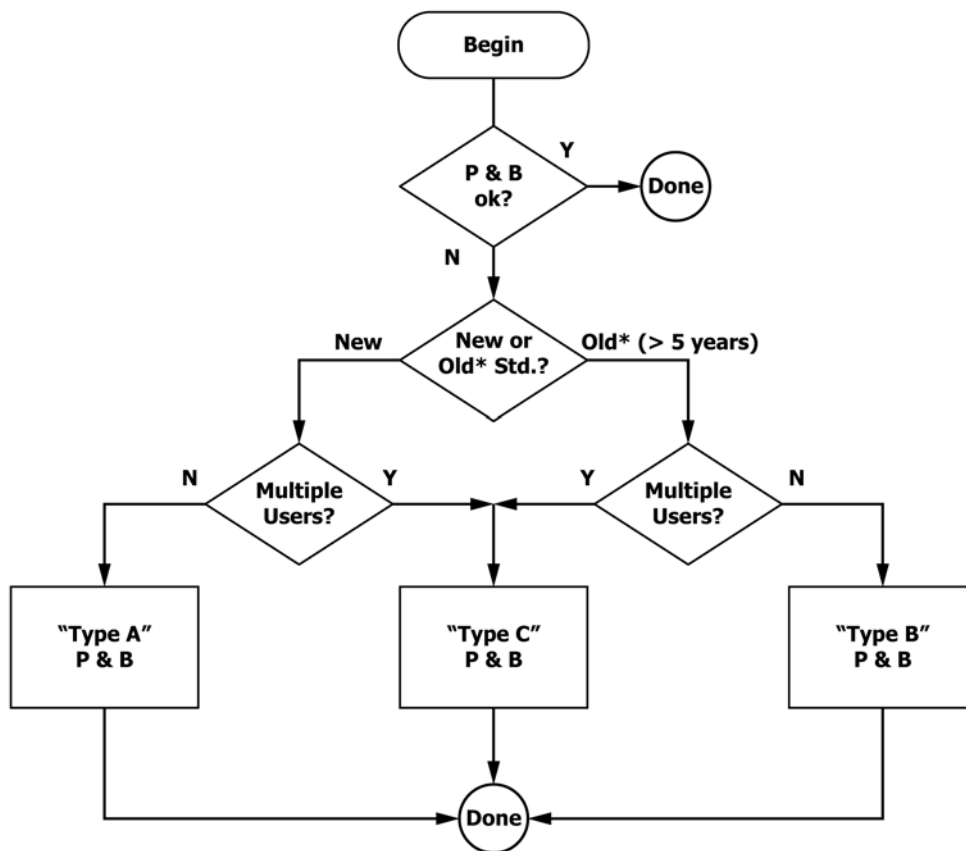 Begin
P & B
ok?
Y
Done
N
New
New or
Old* Std.?
Old* (> 5 years)
N
Multiple
Users?
Y
Y
Multiple
Users?
N
“Type A”
P & B
“Type C”
P & B
“Type B”
P & B
Done